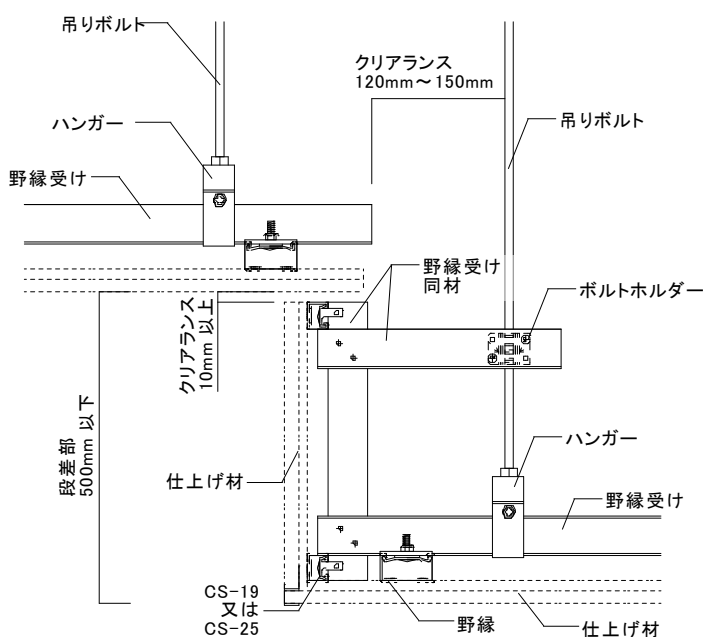 吊りボルト
クリアランス
120mm～150mm
ハンガー
吊りボルト
野縁受け
野縁受け
同材
ボルトホルダー
クリアランス
10mm 以上
段差部
500mm 以下
仕上げ材
ハンガー
野縁受け
CS-19
又は
CS-25
野縁
仕上げ材